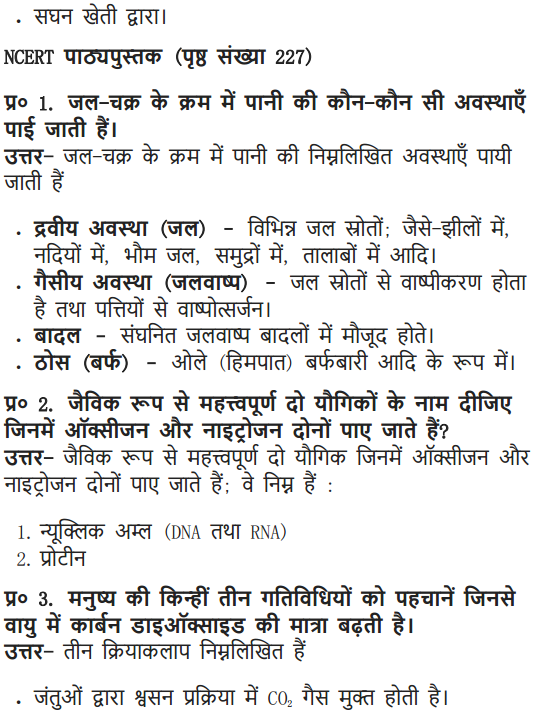 • सघन खेती द्वारा।
NCERT पाठ्यपुस्तक (पृष्ठ संख्या 227)
प्र० 1. जल-चक्र के क्रम में पानी की कौन-कौन सी अवस्थाएँ
पाई जाती हैं।
उत्तर- जल-चक्र के क्रम में पानी की निम्नलिखित अवस्थाएँ पायी
जाती हैं
• द्रवीय अवस्था (जल) - विभिन्न जल स्रोतों; जैसे-झीलों में,
नदियों में, भौम जल, समुद्रों में, तालाबों में आदि।
• गैसीय अवस्था (जलवाष्प) - जल स्रोतों से वाष्पीकरण होता
है तथा पत्तियों से वाष्पोत्सर्जन।
• बादल - संघनित जलवाष्प बादलों में मौजूद होते।
• ठोस (बर्फ) - ओले (हिमपात) बर्फबारी आदि के रूप में।
प्र० 2. जैविक रूप से महत्त्वपूर्ण दो यौगिकों के नाम दीजिए
जिनमें ऑक्सीजन और नाइट्रोजन दोनों पाए जाते हैं?
उत्तर- जैविक रूप से महत्त्वपूर्ण दो यौगिक जिनमें ऑक्सीजन और
नाइट्रोजन दोनों पाए जाते हैं; वे निम्न हैं :
1. न्यूक्लिक अम्ल (DNA तथा RNA)
2. प्रोटीन
प्र० 3. मनुष्य की किन्हीं तीन गतिविधियों को पहचानें जिनसे
वायु में कार्बन डाइऑक्साइड की मात्रा बढ़ती है।
उत्तर- तीन क्रियाकलाप निम्नलिखित हैं
• जंतुओं द्वारा श्वसन प्रक्रिया में CO₂ गैस मुक्त होती है।